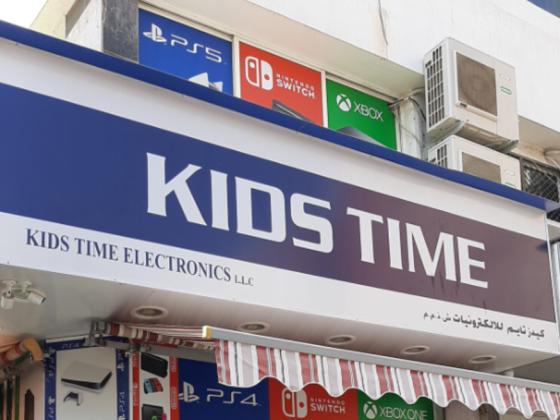 PS5
NINTENDO
SWITCH
XBOX
KIDS TIME
KIDS TIME ELECTRONICS L.L.C
كيدز تايم للالكترونيات ش.ذ.م.م
PS4
NINTENDO
SWITCH
XBOX ONE